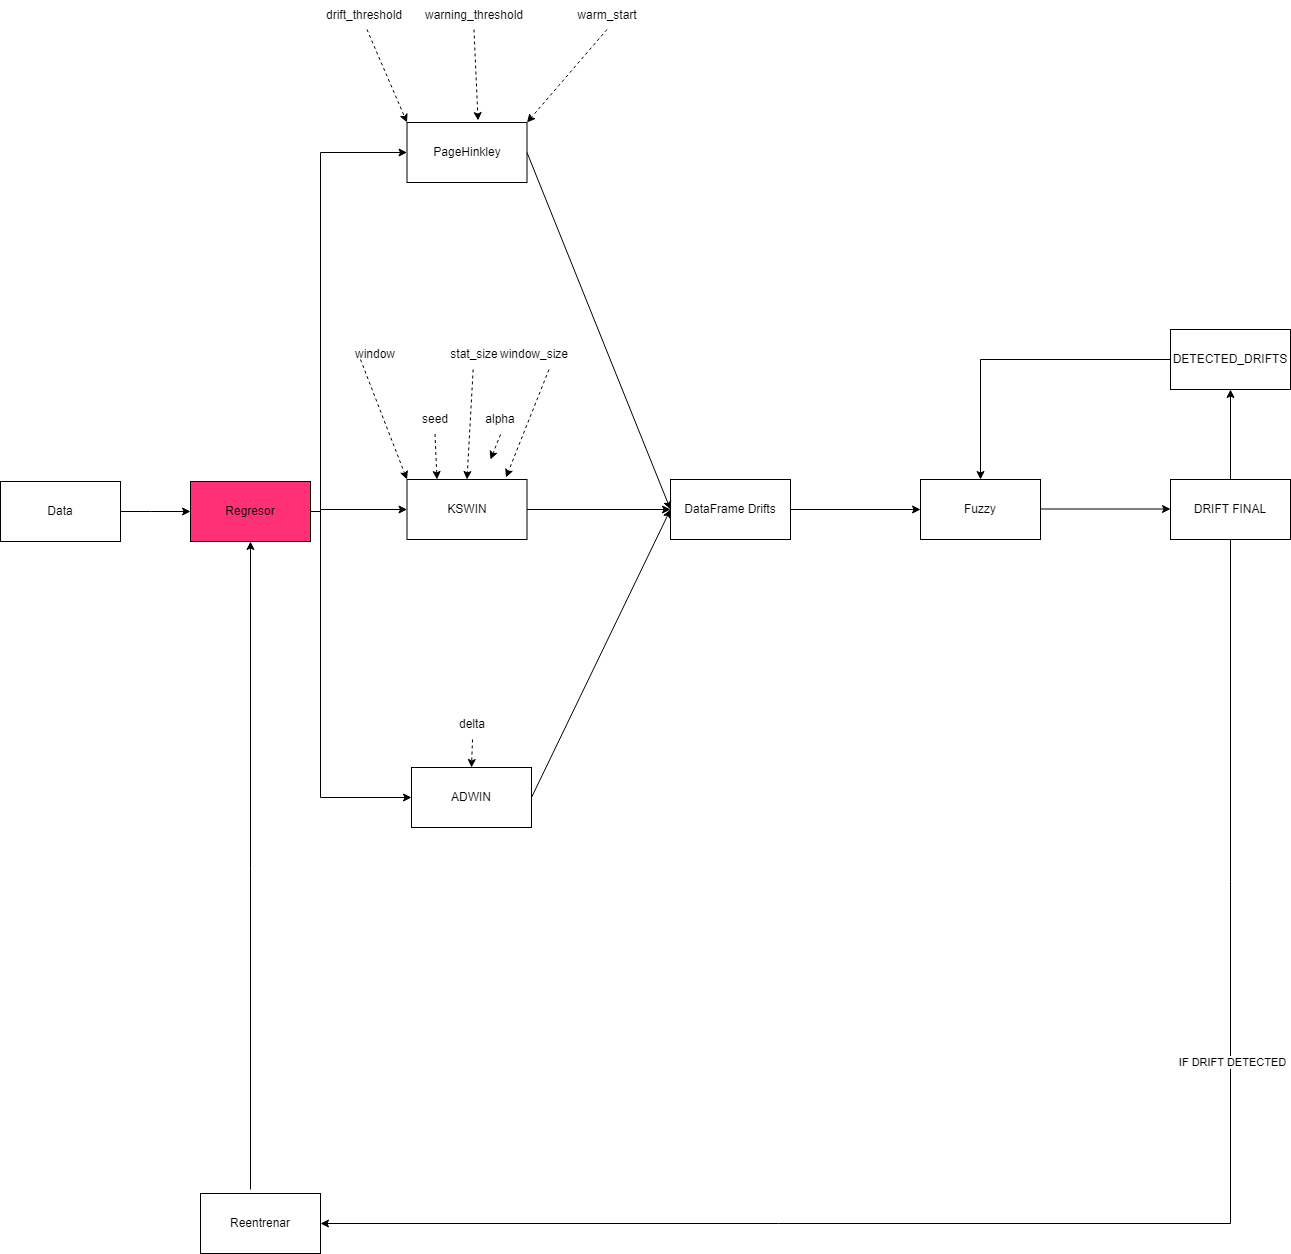 drift_threshold
warning_threshold
warm_start
PageHinkley
window
stat_size
window_size
seed
alpha
DETECTED_DRIFTS
Data
Regresor
KSWIN
DataFrame Drifts
Fuzzy
DRIFT FINAL
delta
ADWIN
IF DRIFT DETECTED
Reentrenar